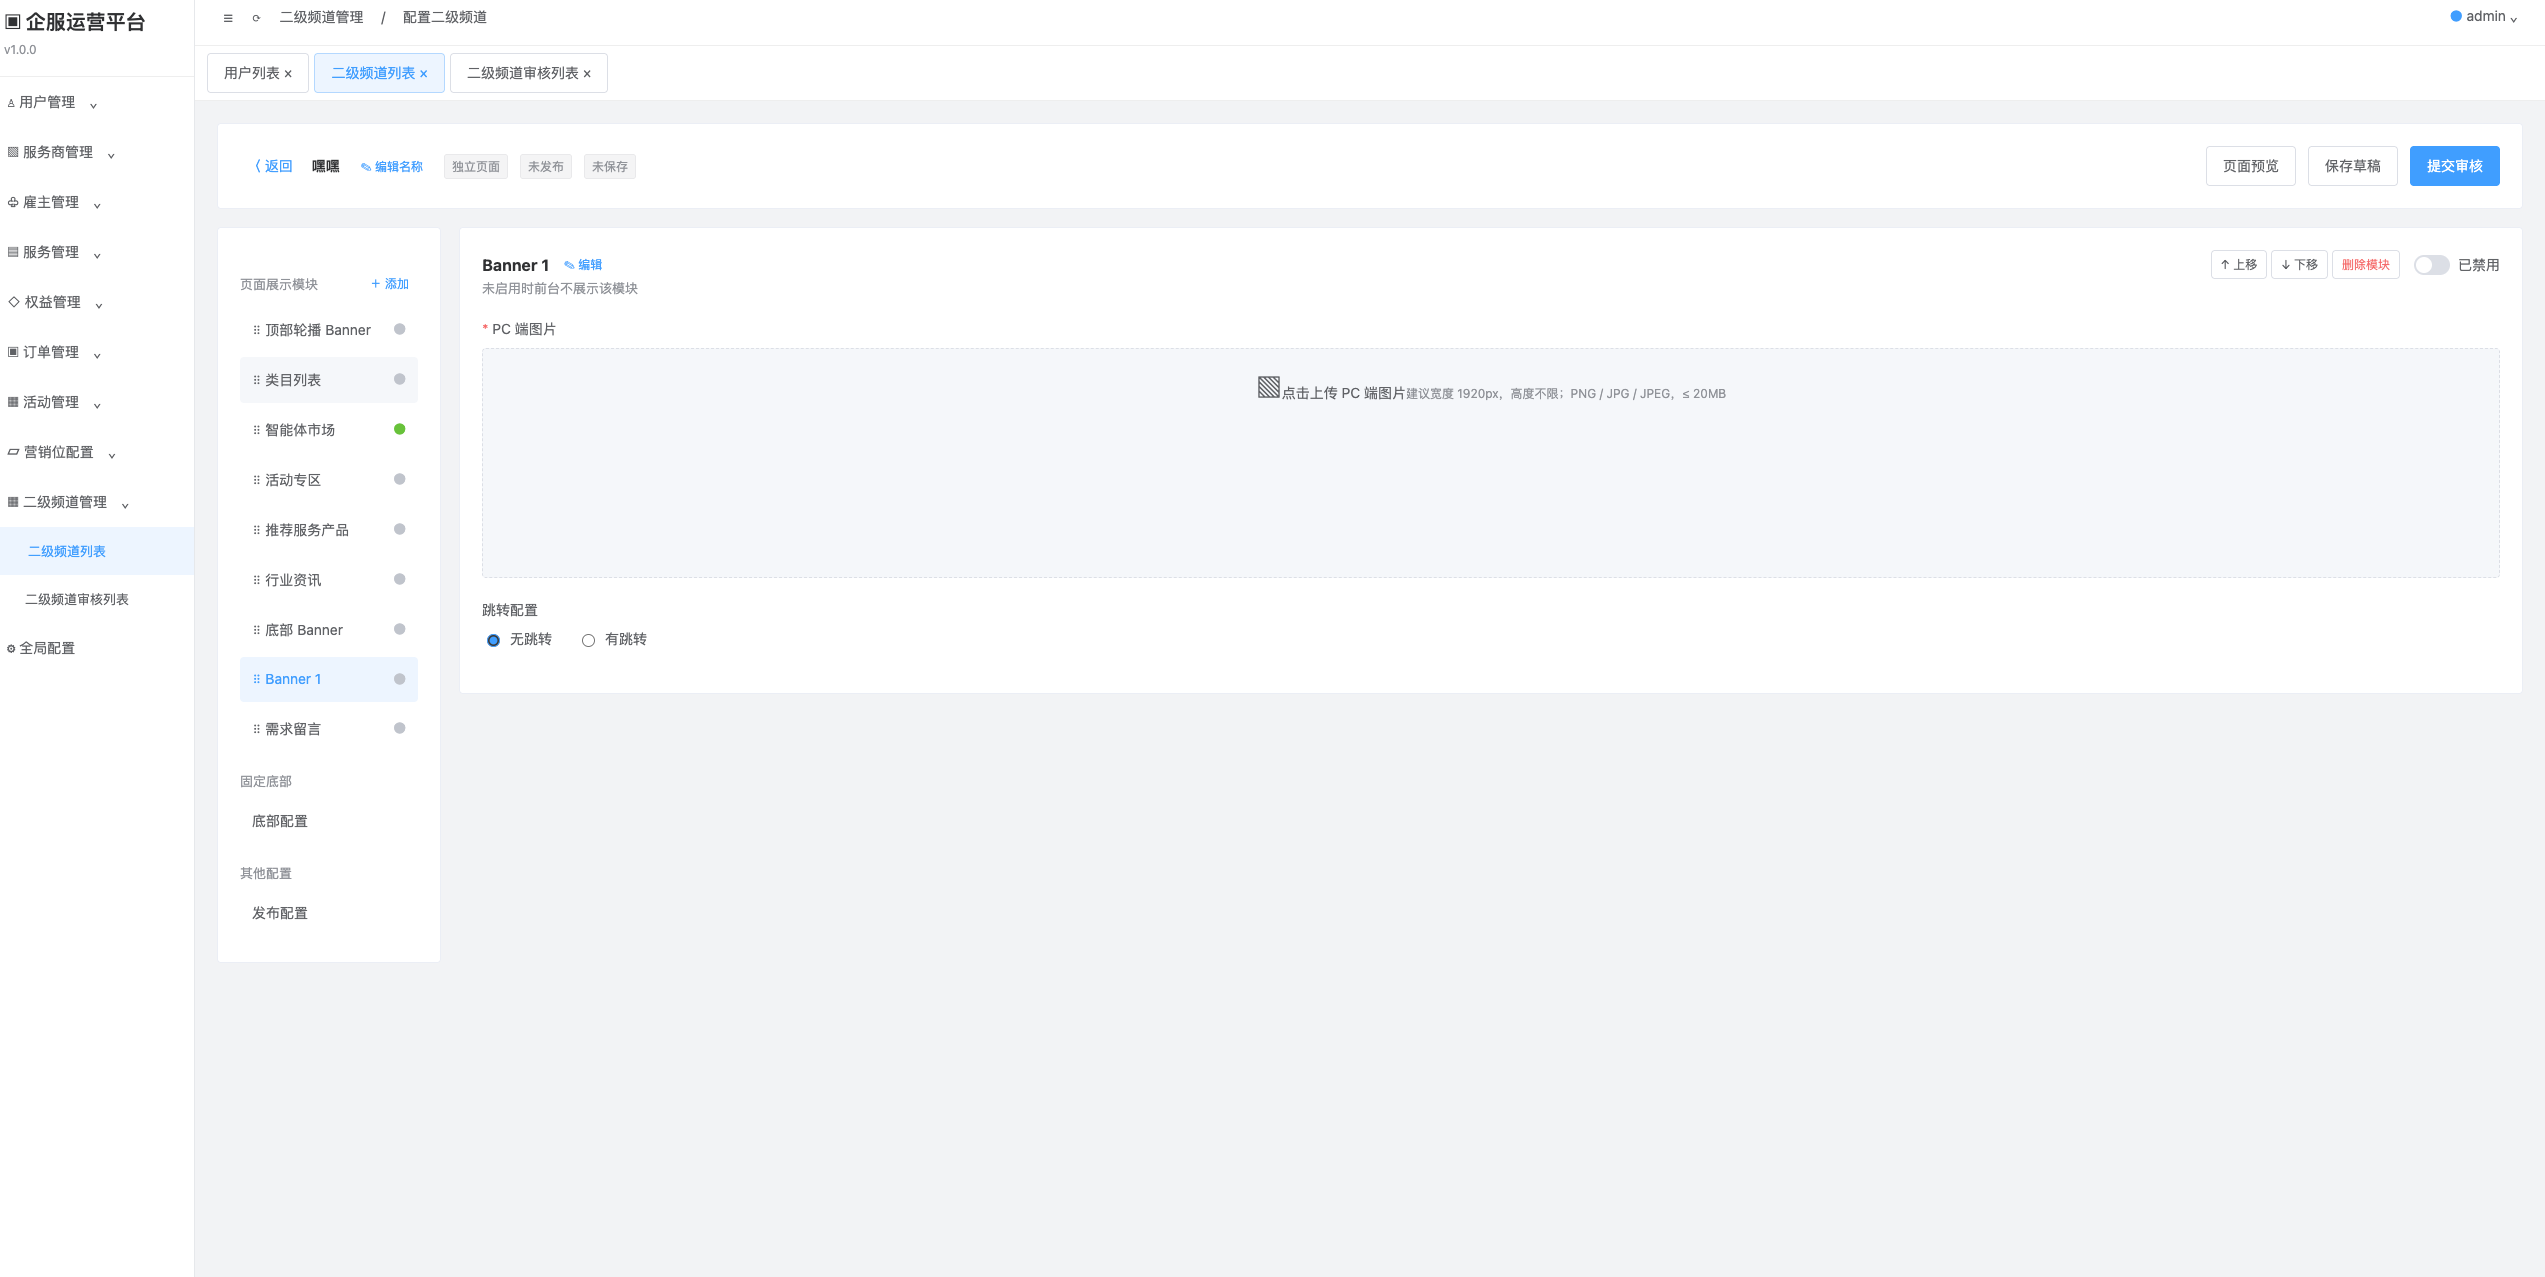 企服运营平台
v1.0.0
用户管理
服务商管理
雇主管理
服务管理
权益管理
订单管理
活动管理
营销位配置
二级频道管理
二级频道列表
二级频道审核列表
全局配置
二级频道管理 / 配置二级频道
admin
用户列表 ×
二级频道列表 ×
二级频道审核列表 ×
〈 返回 嘿嘿 ✎ 编辑名称 独立页面 未发布 未保存
页面预览 保存草稿 提交审核
页面展示模块 + 添加
顶部轮播 Banner
类目列表
智能体市场
活动专区
推荐服务产品
行业资讯
底部 Banner
Banner 1
需求留言
固定底部
底部配置
其他配置
发布配置
Banner 1 ✎ 编辑
↑ 上移 ↓ 下移 删除模块 已禁用
未启用时前台不展示该模块
* PC 端图片
点击上传 PC 端图片建议宽度 1920px，高度不限；PNG / JPG / JPEG，≤ 20MB
跳转配置
无跳转 有跳转